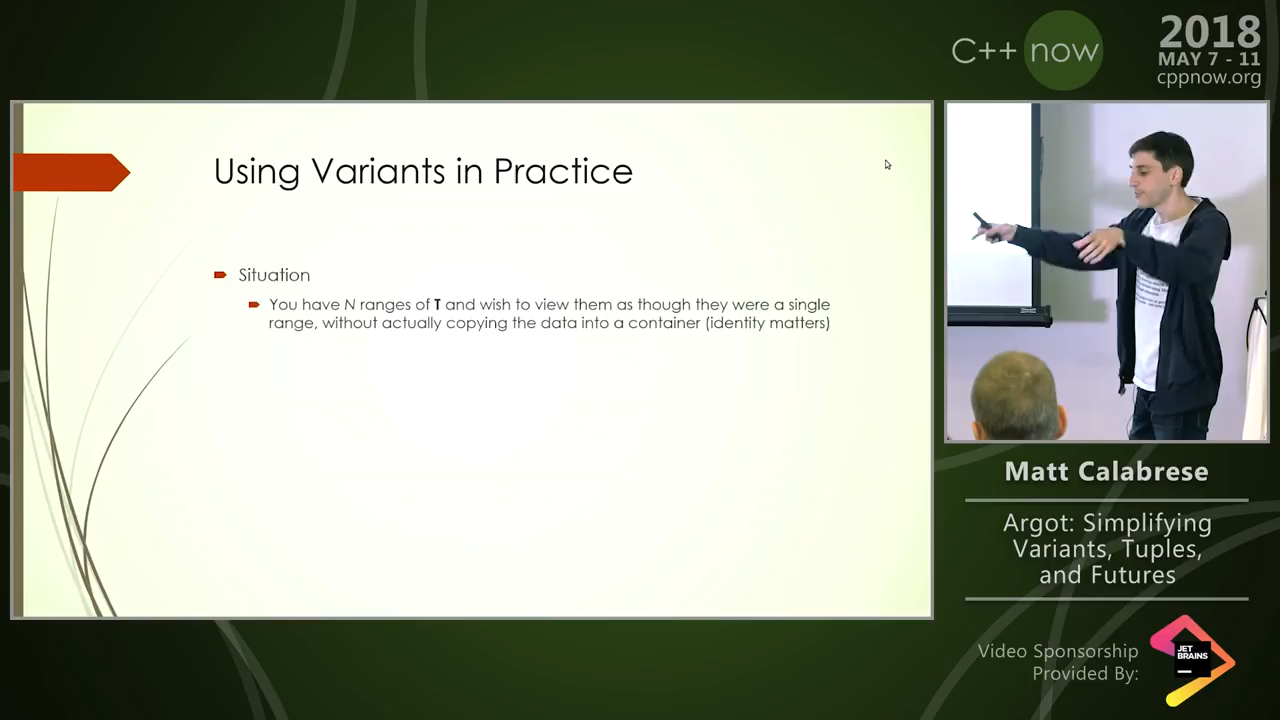 C++ now
2018
MAY 7 - 11
cppnow.org
Using Variants in Practice
Situation
You have N ranges of T and wish to view them as though they were a single
range, without actually copying the data into a container (identity matters)
Matt Calabrese
Argot: Simplifying
Variants, Tuples,
and Futures
Video Sponsorship
Provided By:
JET
BRAINS